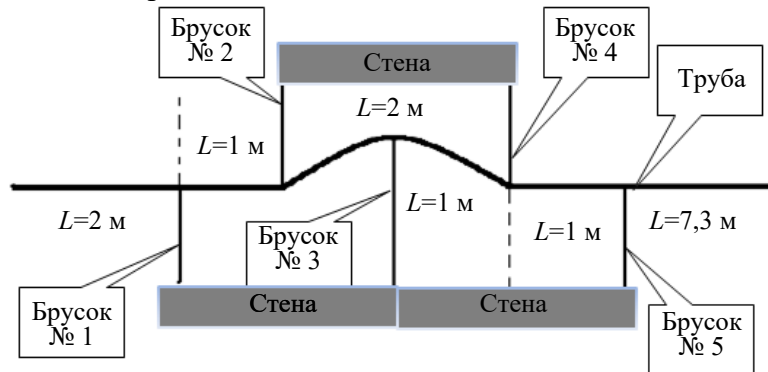 Брусок
№ 2
Стена
Брусок
№ 4
Труба
L=2 м
L=1 м
L=2 м
Брусок
№ 3
L=1 м
L=1 м
L=7,3 м
Брусок
№ 1
Стена
Стена
Брусок
№ 5